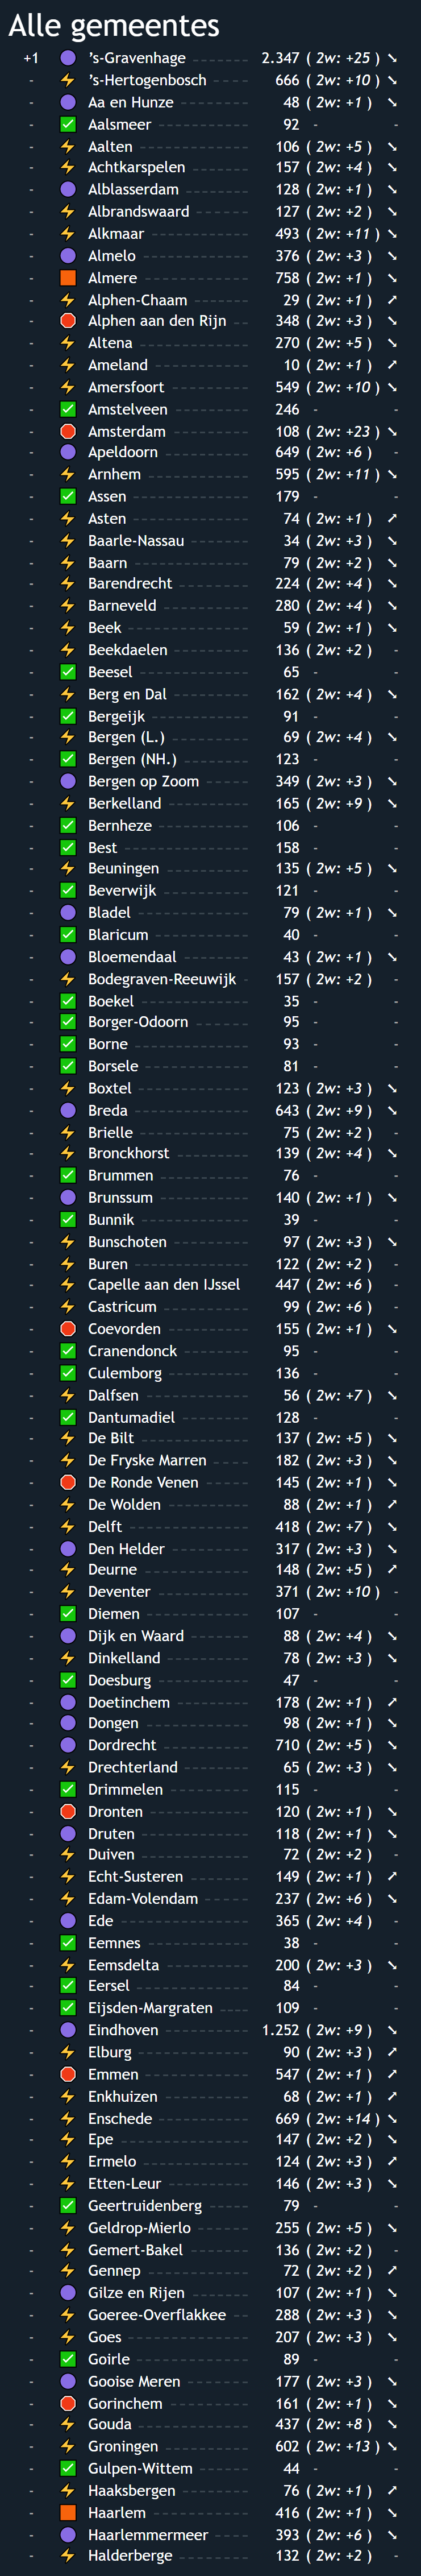 Alle gemeentes
+1 's-Gravenhage 2.347 ( 2w: +25 )
- 's-Hertogenbosch 666 ( 2w: +10 )
- Aa en Hunze 48 ( 2w: +1 )
- Aalsmeer 92 - -
- Aalten 106 ( 2w: +5 )
- Achtkarspelen 157 ( 2w: +4 )
- Alblasserdam 128 ( 2w: +1 )
- Albrandswaard 127 ( 2w: +2 )
- Alkmaar 493 ( 2w: +11 )
- Almelo 376 ( 2w: +3 )
- Almere 758 ( 2w: +1 )
- Alphen-Chaam 29 ( 2w: +1 )
- Alphen aan den Rijn 348 ( 2w: +3 )
- Altena 270 ( 2w: +5 )
- Ameland 10 ( 2w: +1 )
- Amersfoort 549 ( 2w: +10 )
- Amstelveen 246 - -
- Amsterdam 108 ( 2w: +23 )
- Apeldoorn 649 ( 2w: +6 ) -
- Arnhem 595 ( 2w: +11 )
- Assen 179 - -
- Asten 74 ( 2w: +1 )
- Baarle-Nassau 34 ( 2w: +3 )
- Baarn 79 ( 2w: +2 )
- Barendrecht 224 ( 2w: +4 )
- Barneveld 280 ( 2w: +4 )
- Beek 59 ( 2w: +1 )
- Beekdaelen 136 ( 2w: +2 ) -
- Beesel 65 - -
- Berg en Dal 162 ( 2w: +4 )
- Bergeijk 91 - -
- Bergen (L.) 69 ( 2w: +4 )
- Bergen (NH.) 123 - -
- Bergen op Zoom 349 ( 2w: +3 )
- Berkelland 165 ( 2w: +9 )
- Bernheze 106 - -
- Best 158 - -
- Beuningen 135 ( 2w: +5 )
- Beverwijk 121 - -
- Bladel 79 ( 2w: +1 )
- Blaricum 40 - -
- Bloemendaal 43 ( 2w: +1 )
- Bodegraven-Reeuwijk 157 ( 2w: +2 ) -
- Boekel 35 - -
- Borger-Odoorn 95 - -
- Borne 93 - -
- Borsele 81 - -
- Boxtel 123 ( 2w: +3 )
- Breda 643 ( 2w: +9 )
- Brielle 75 ( 2w: +2 ) -
- Bronckhorst 139 ( 2w: +4 )
- Brummen 76 - -
- Brunssum 140 ( 2w: +1 )
- Bunnik 39 - -
- Bunschoten 97 ( 2w: +3 )
- Buren 122 ( 2w: +2 ) -
- Capelle aan den IJssel 447 ( 2w: +6 ) -
- Castricum 99 ( 2w: +6 ) -
- Coevorden 155 ( 2w: +1 )
- Cranendonck 95 - -
- Culemborg 136 - -
- Dalfsen 56 ( 2w: +7 )
- Dantumadiel 128 - -
- De Bilt 137 ( 2w: +5 )
- De Fryske Marren 182 ( 2w: +3 )
- De Ronde Venen 145 ( 2w: +1 )
- De Wolden 88 ( 2w: +1 )
- Delft 418 ( 2w: +7 )
- Den Helder 317 ( 2w: +3 )
- Deurne 148 ( 2w: +5 )
- Deventer 371 ( 2w: +10 ) -
- Diemen 107 - -
- Dijk en Waard 88 ( 2w: +4 )
- Dinkelland 78 ( 2w: +3 )
- Doesburg 47 - -
- Doetinchem 178 ( 2w: +1 )
- Dongen 98 ( 2w: +1 )
- Dordrecht 710 ( 2w: +5 )
- Drechterland 65 ( 2w: +3 )
- Drimmelen 115 - -
- Dronten 120 ( 2w: +1 )
- Druten 118 ( 2w: +1 )
- Duiven 72 ( 2w: +2 ) -
- Echt-Susteren 149 ( 2w: +1 )
- Edam-Volendam 237 ( 2w: +6 )
- Ede 365 ( 2w: +4 ) -
- Eemnes 38 - -
- Eemsdelta 200 ( 2w: +3 )
- Eersel 84 - -
- Eijsden-Margraten 109 - -
- Eindhoven 1.252 ( 2w: +9 )
- Elburg 90 ( 2w: +3 )
- Emmen 547 ( 2w: +1 )
- Enkhuizen 68 ( 2w: +1 )
- Enschede 669 ( 2w: +14 )
- Epe 147 ( 2w: +2 )
- Ermelo 124 ( 2w: +3 )
- Etten-Leur 146 ( 2w: +3 )
- Geertruidenberg 79 - -
- Geldrop-Mierlo 255 ( 2w: +5 )
- Gemert-Bakel 136 ( 2w: +2 ) -
- Gennep 72 ( 2w: +2 )
- Gilze en Rijen 107 ( 2w: +1 )
- Goeree-Overflakkee 288 ( 2w: +3 )
- Goes 207 ( 2w: +3 )
- Goirle 89 - -
- Gooise Meren 177 ( 2w: +3 )
- Gorinchem 161 ( 2w: +1 )
- Gouda 437 ( 2w: +8 )
- Groningen 602 ( 2w: +13 )
- Gulpen-Wittem 44 - -
- Haaksbergen 76 ( 2w: +1 )
- Haarlem 416 ( 2w: +1 )
- Haarlemmermeer 393 ( 2w: +6 )
- Halderberge 132 ( 2w: +2 ) -